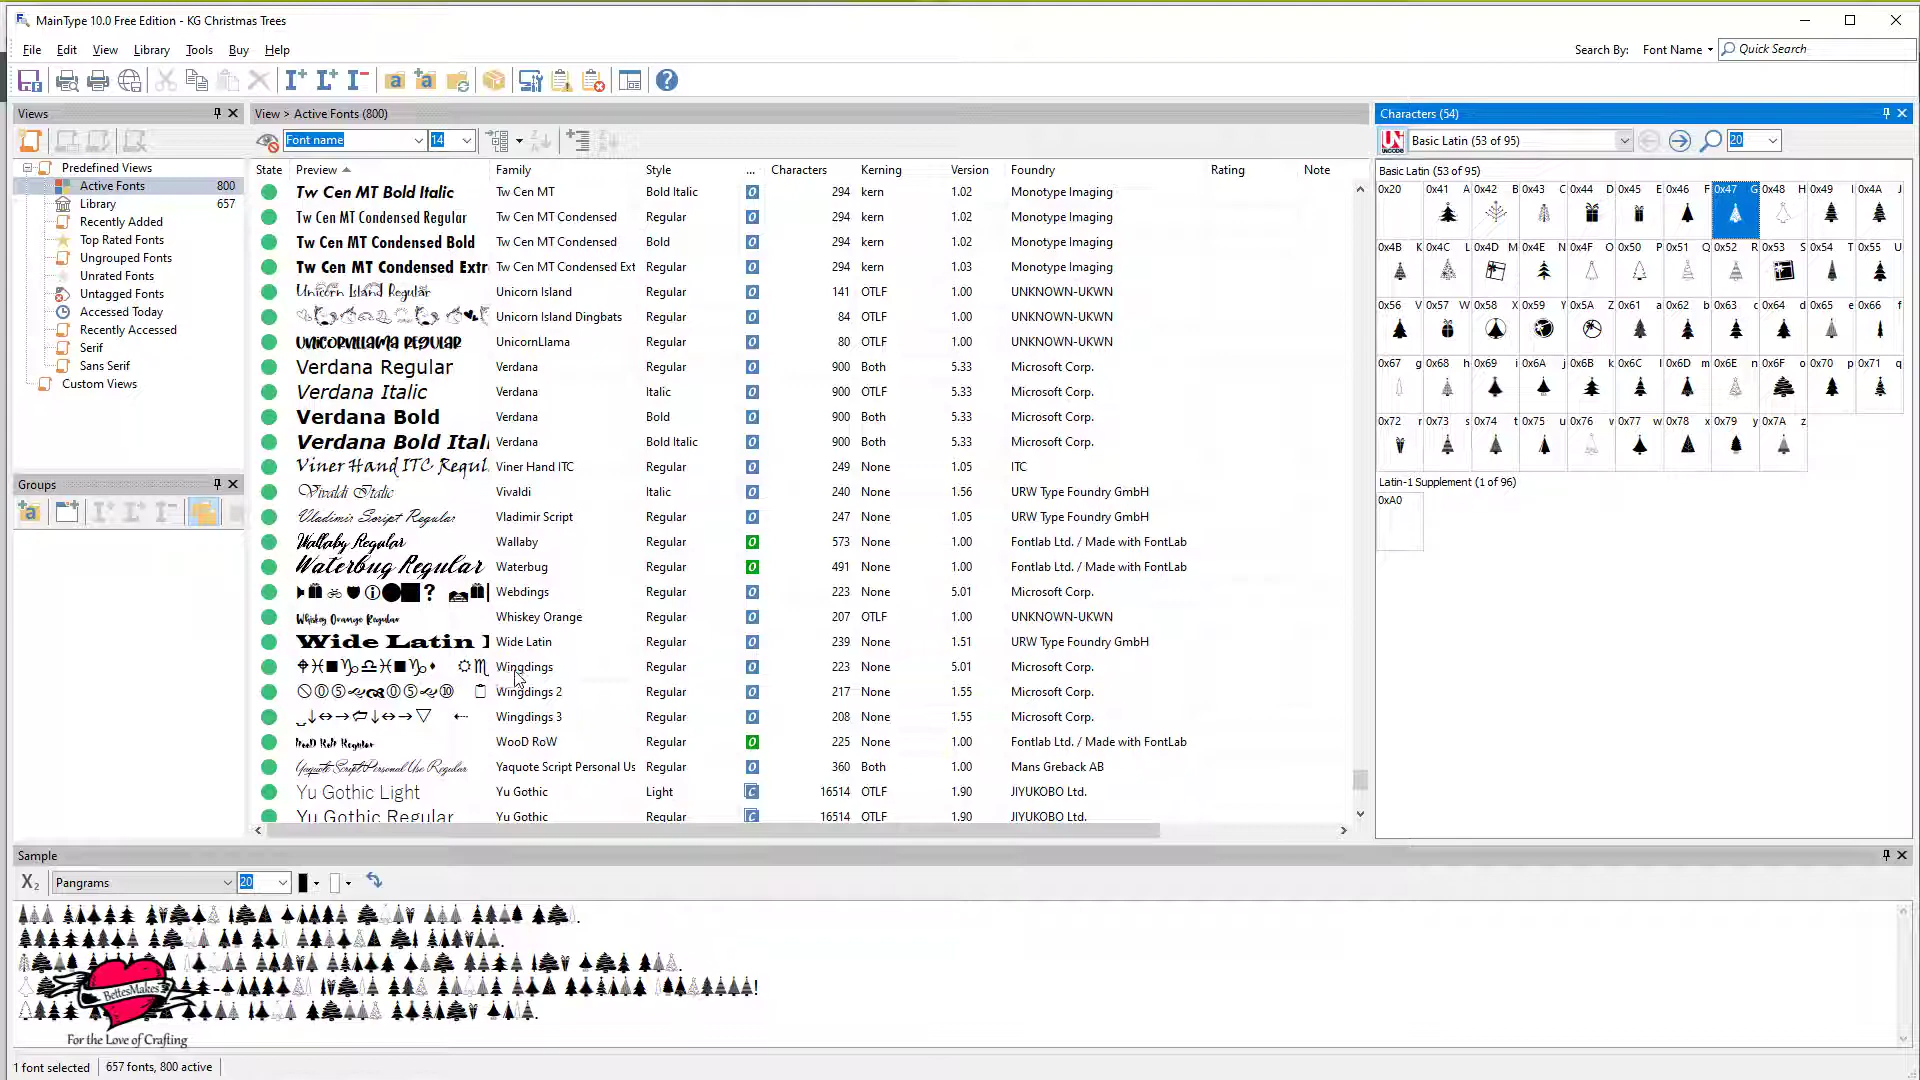 MainType 10.0 Free Edition - KG Christmas Trees
File Edit View Library Tools Buy Help
Search By: Font Name Quick Search
Views
Predefined Views
Active Fonts 800
Library 657
Recently Added
Top Rated Fonts
Ungrouped Fonts
Unrated Fonts
Untagged Fonts
Accessed Today
Recently Accessed
Serif
Sans Serif
Custom Views
Groups
View > Active Fonts (800)
Font name 14
State Preview Family Style ... Characters Kerning Version Foundry Rating Note
Tw Cen MT Bold Italic Tw Cen MT Bold Italic O 294 kern 1.02 Monotype Imaging
Tw Cen MT Condensed Regular Tw Cen MT Condensed Regular O 294 kern 1.02 Monotype Imaging
Tw Cen MT Condensed Bold Tw Cen MT Condensed Bold O 294 kern 1.02 Monotype Imaging
Tw Cen MT Condensed Extr Tw Cen MT Condensed Ext Regular O 294 kern 1.03 Monotype Imaging
Unicorn Island Regular Unicorn Island Regular O 141 OTLF 1.00 UNKNOWN-UKWN
Unicorn Island Dingbats Regular O 84 OTLF 1.00 UNKNOWN-UKWN
UnicornLlama Regular UnicornLlama Regular O 80 OTLF 1.00 UNKNOWN-UKWN
Verdana Regular Verdana Regular O 900 Both 5.33 Microsoft Corp.
Verdana Italic Verdana Italic O 900 OTLF 5.33 Microsoft Corp.
Verdana Bold Verdana Bold O 900 Both 5.33 Microsoft Corp.
Verdana Bold Itali Verdana Bold Italic O 900 Both 5.33 Microsoft Corp.
Viner Hand ITC Regul Viner Hand ITC Regular O 249 None 1.05 ITC
Vivaldi Italic Vivaldi Italic O 240 None 1.56 URW Type Foundry GmbH
Vladimir Script Regular Vladimir Script Regular O 247 None 1.05 URW Type Foundry GmbH
Wallaby Regular Wallaby Regular O 573 None 1.00 Fontlab Ltd. / Made with FontLab
Waterbug Regular Waterbug Regular O 491 None 1.00 Fontlab Ltd. / Made with FontLab
Webdings Regular O 223 None 5.01 Microsoft Corp.
Whiskey Orange Regular Whiskey Orange Regular O 207 OTLF 1.00 UNKNOWN-UKWN
Wide Latin Wide Latin Regular O 239 None 1.51 URW Type Foundry GmbH
Wingdings Regular O 223 None 5.01 Microsoft Corp.
Wingdings 2 Regular O 217 None 1.55 Microsoft Corp.
Wingdings 3 Regular O 208 None 1.55 Microsoft Corp.
WooD RoW Regular WooD RoW Regular O 225 None 1.00 Fontlab Ltd. / Made with FontLab
Yaquote Script Personal Use Regular Yaquote Script Personal Us Regular O 360 Both 1.00 Mans Greback AB
Yu Gothic Light Yu Gothic Light C 16514 OTLF 1.90 JIYUKOBO Ltd.
Yu Gothic Regular Yu Gothic Regular C 16514 OTLF 1.90 JIYUKOBO Ltd.
Characters (54)
UNICODE Basic Latin (53 of 95) 20
Basic Latin (53 of 95)
0x20 0x41 A 0x42 B 0x43 C 0x44 D 0x45 E 0x46 F 0x47 G 0x48 H 0x49 I 0x4A J
0x4B K 0x4C L 0x4D M 0x4E N 0x4F O 0x50 P 0x51 Q 0x52 R 0x53 S 0x54 T 0x55 U
0x56 V 0x57 W 0x58 X 0x59 Y 0x5A Z 0x61 a 0x62 b 0x63 c 0x64 d 0x65 e 0x66 f
0x67 g 0x68 h 0x69 i 0x6A j 0x6B k 0x6C l 0x6D m 0x6E n 0x6F o 0x70 p 0x71 q
0x72 r 0x73 s 0x74 t 0x75 u 0x76 v 0x77 w 0x78 x 0x79 y 0x7A z
Latin-1 Supplement (1 of 96)
0xA0
Sample
X₂ Pangrams 20
BettesMakes
For the Love of Crafting
1 font selected 657 fonts, 800 active